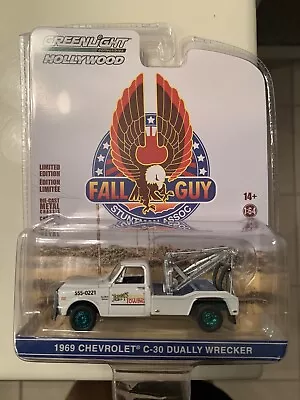 GREENLIGHT
HOLLYWOOD
LIMITED
EDITION
ÉDITION
LIMITÉE
DIE-CAST
METAL
CHASSIS
14+
1:64
FALL GUY
STUNTMAN ASSOC.
555-0221
TOWING
1969 CHEVROLET® C-30 DUALLY WRECKER